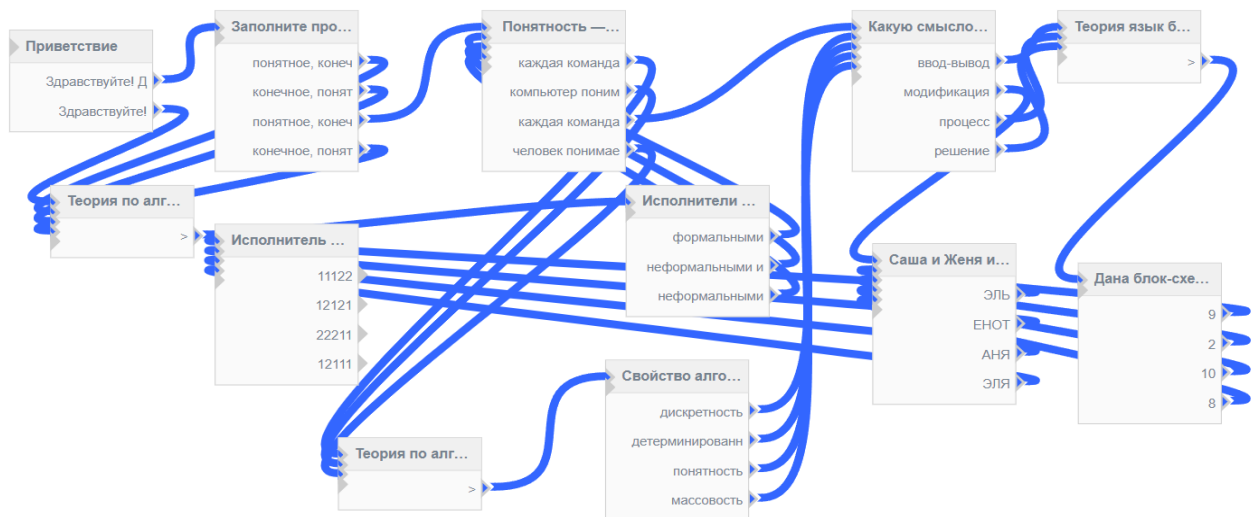 Приветствие
Здравствуйте! Д
Здравствуйте!
Заполните про...
понятное, конеч
конечное, понят
понятное, конеч
конечное, понят
Понятность —...
каждая команда
компьютер поним
каждая команда
человек понимае
Какую смысло...
ввод-вывод
модификация
процесс
решение
Теория язык б...
>
Теория по алг...
>
Исполнитель ...
11122
12121
22211
12111
Исполнители ...
формальными
неформальными и
неформальными
Саша и Женя и...
ЭЛЬ
ЕНОТ
АНЯ
ЭЛЯ
Дана блок-схе...
9
2
10
8
Теория по алг...
>
Свойство алго...
дискретность
детерминированн
понятность
массовость